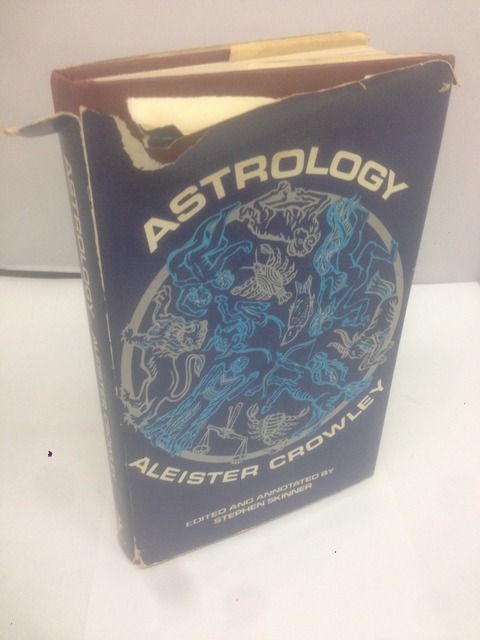 ASTROLOGY
ALEISTER CROWLEY
EDITED AND ANNOTATED BY
STEPHEN SKINNER
ASTROLOGY ALEISTER CROWLEY